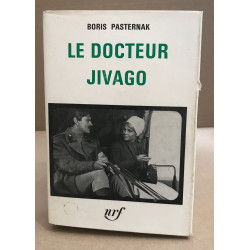 BORIS PASTERNAK
LE DOCTEUR
JIVAGO
nrf